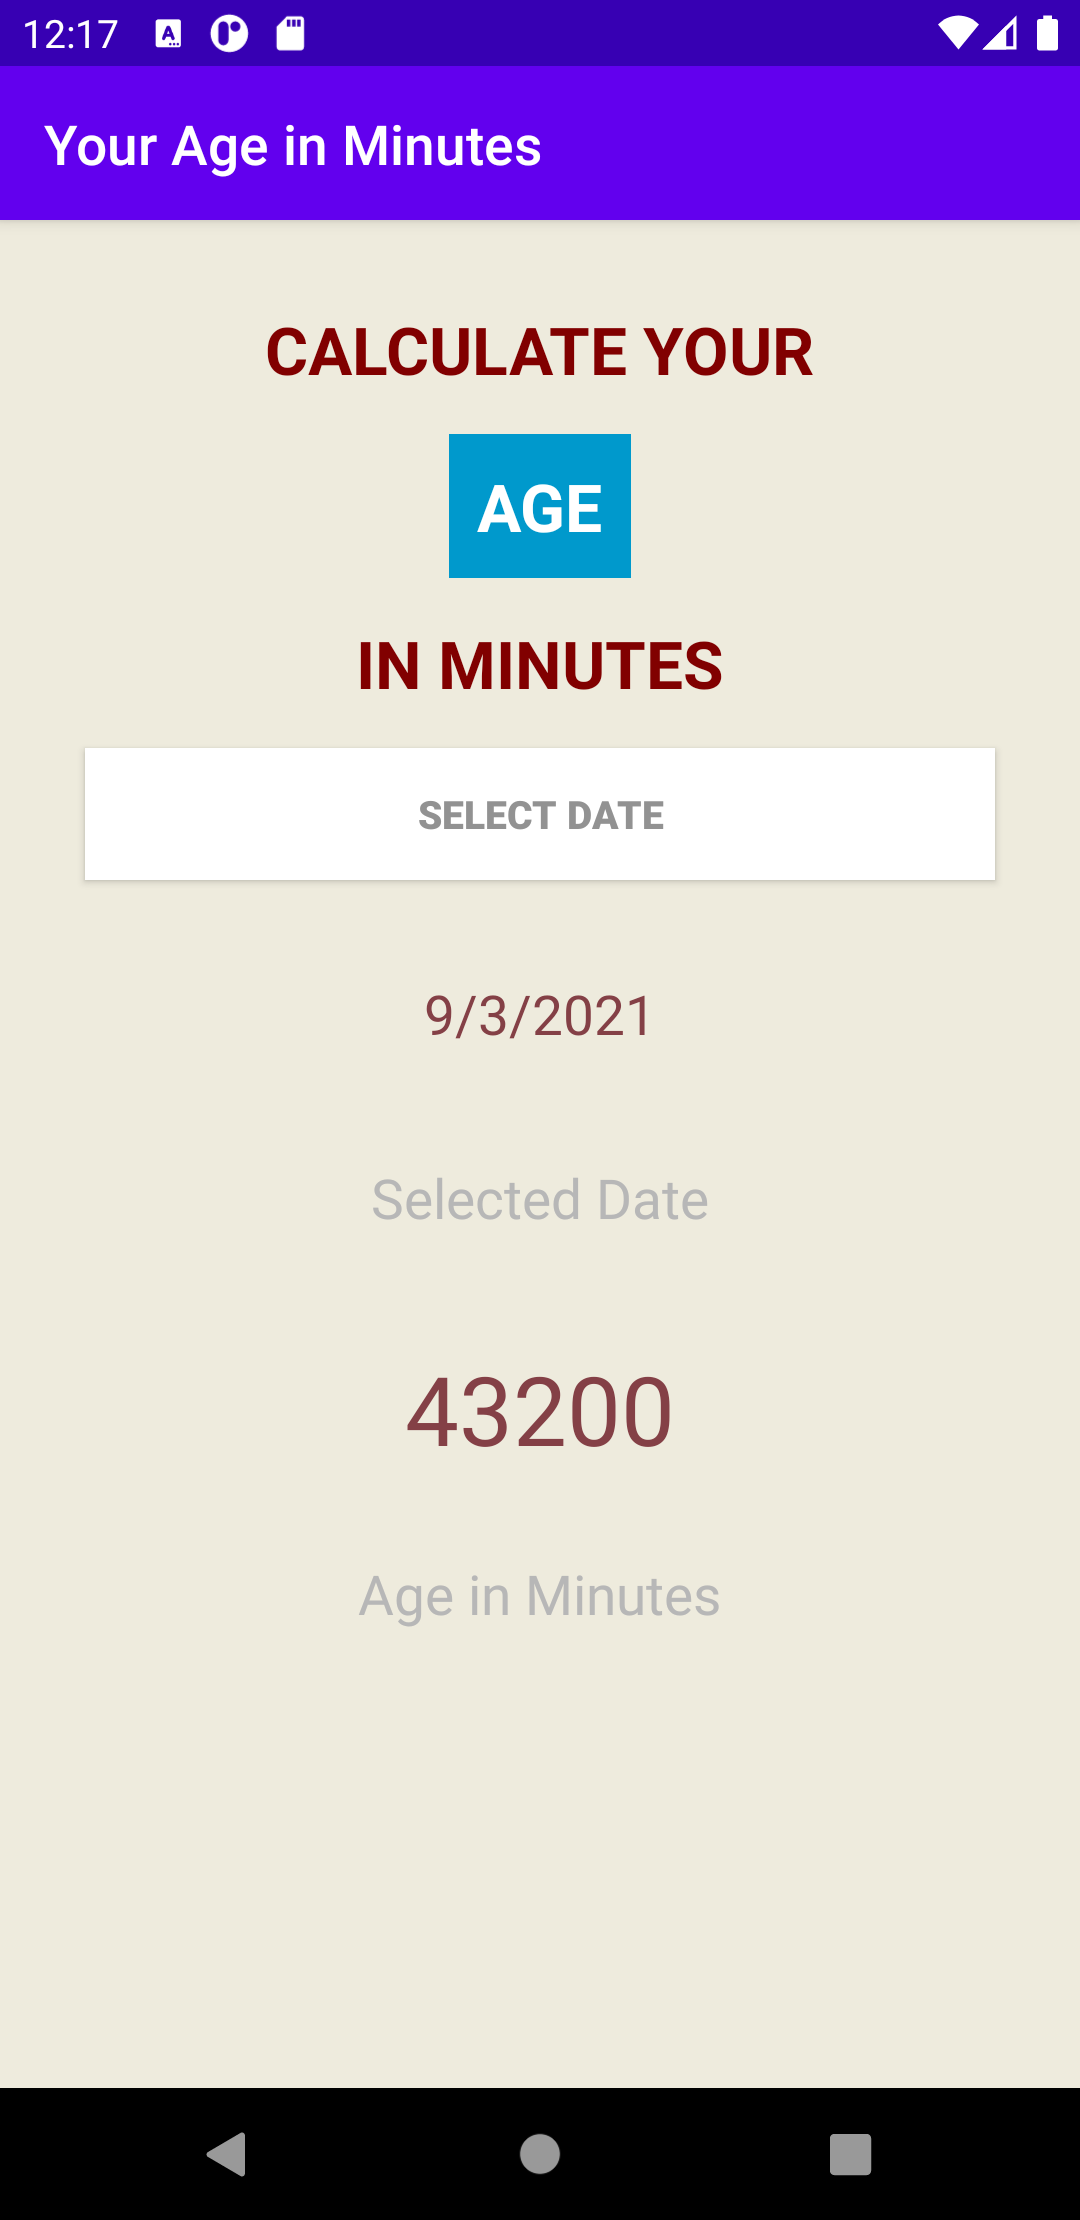 12:17
Your Age in Minutes
CALCULATE YOUR
AGE
IN MINUTES
SELECT DATE
9/3/2021
Selected Date
43200
Age in Minutes